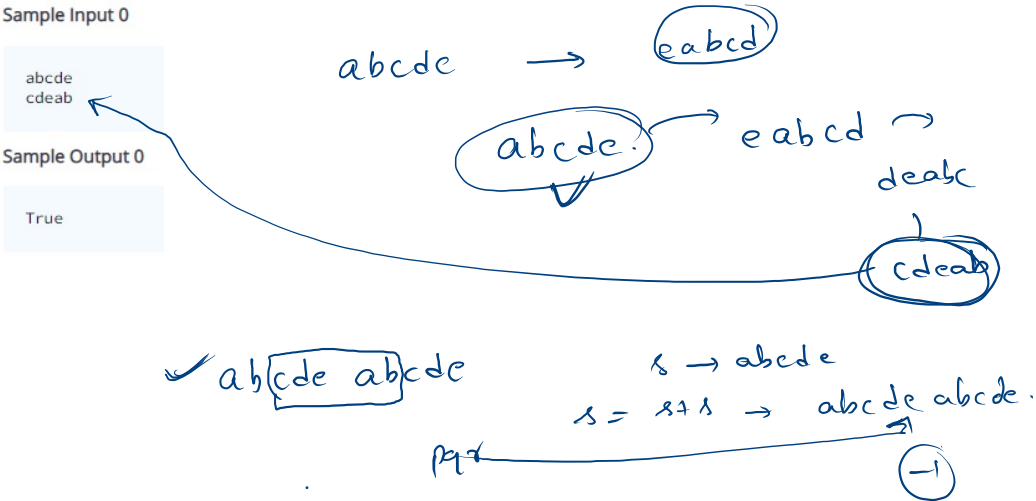 Sample Input 0
abcde
cdeab
Sample Output 0
True
abcde → eabcd
abcde. eabcd
deabc
cdeab
abcde abcde
s → abcde
s = s+s → abcde abcde.
pqr
-1